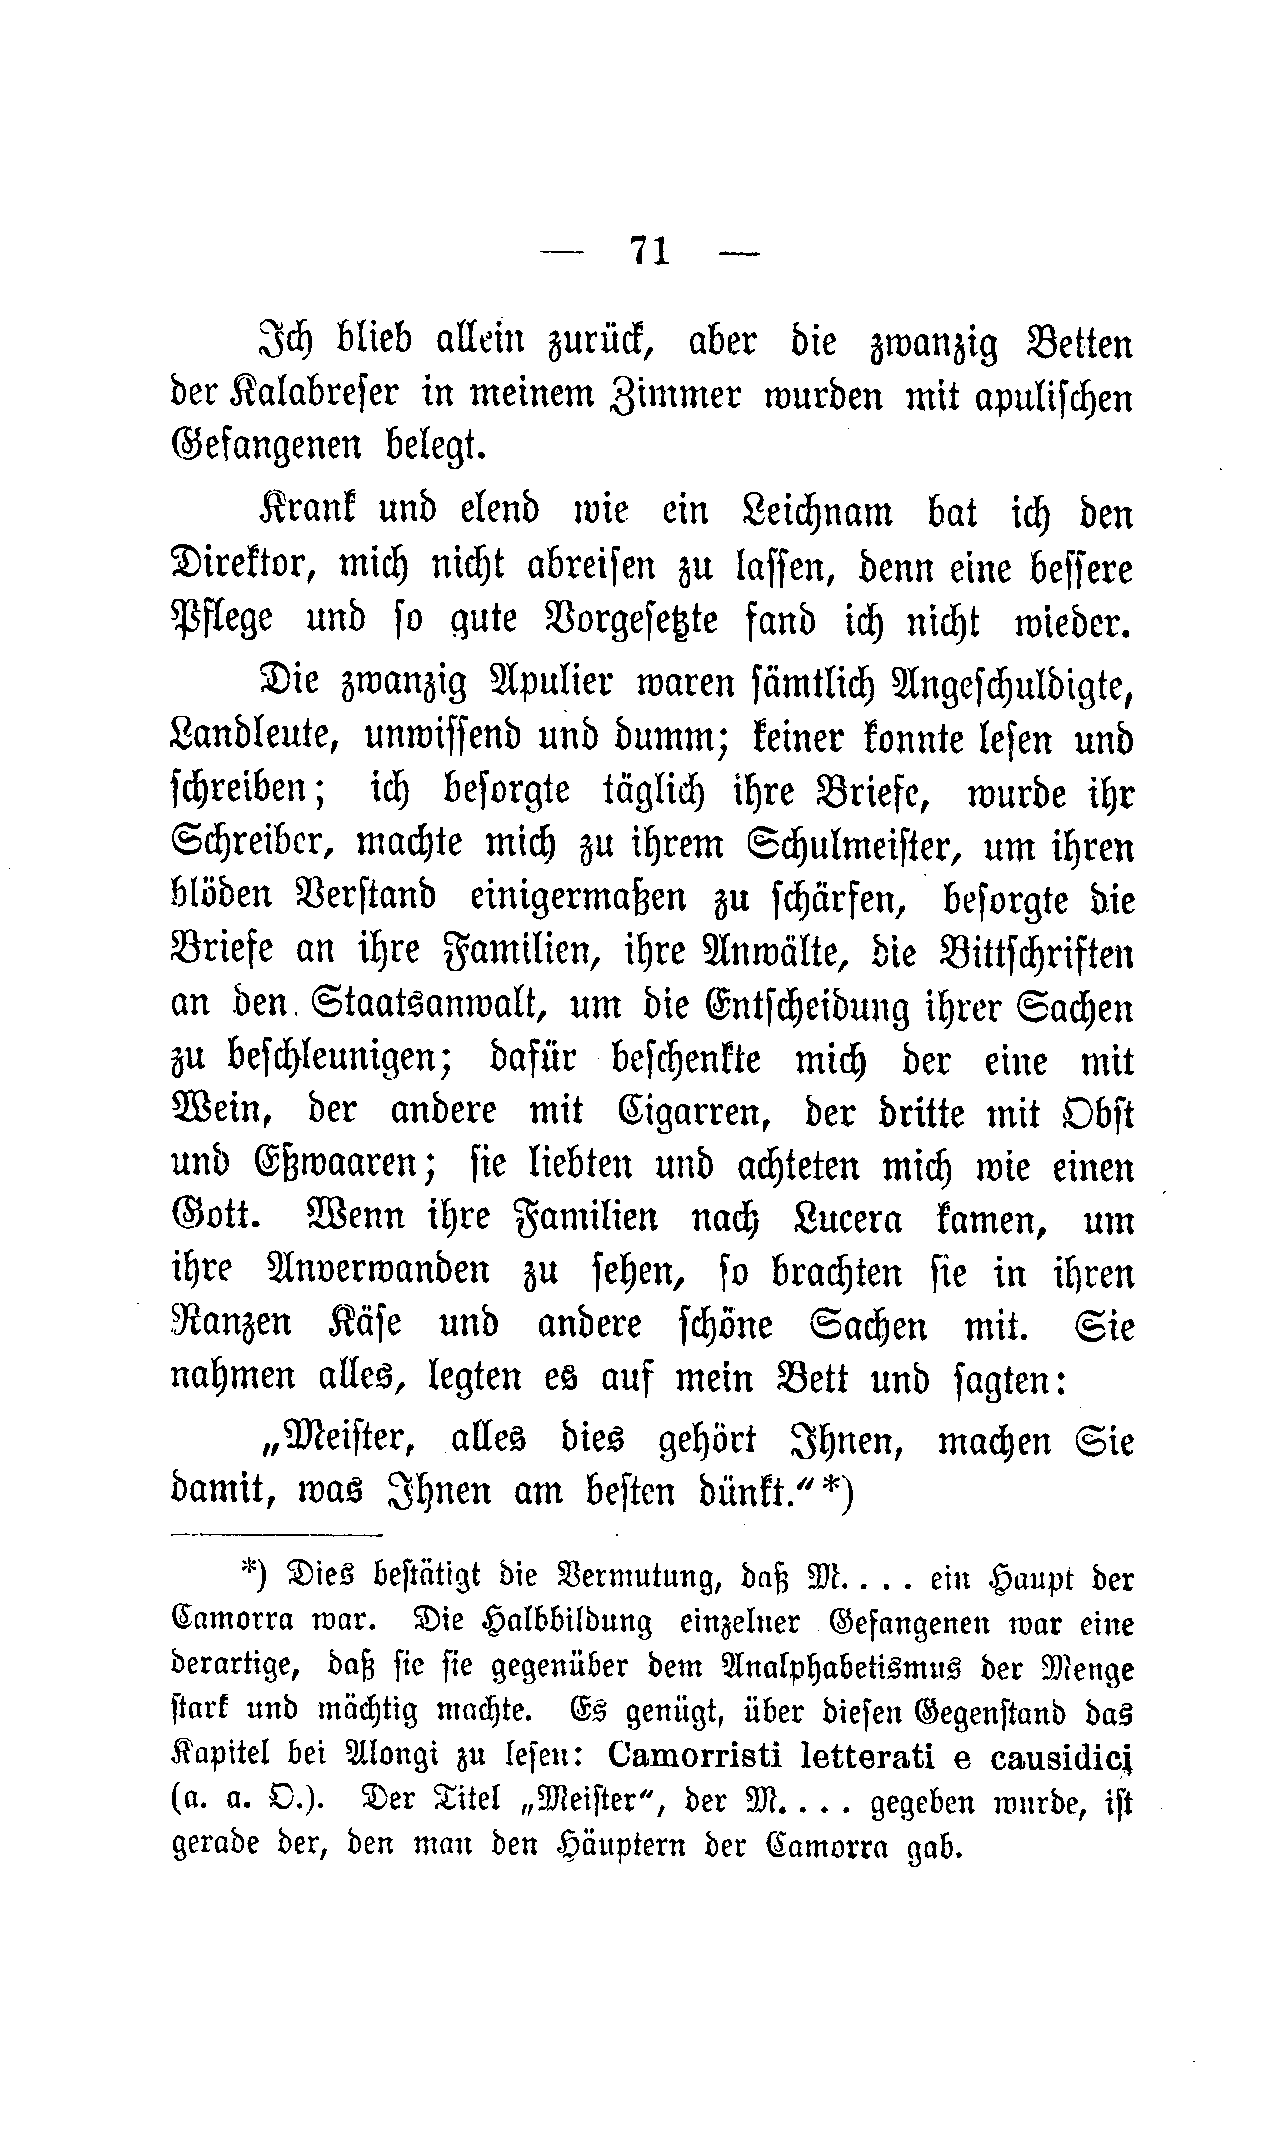 — 71 —
Ich blieb allein zurück, aber die zwanzig Betten
der Kalabreser in meinem Zimmer wurden mit apulischen
Gefangenen belegt.
Krank und elend wie ein Leichnam bat ich den
Direktor, mich nicht abreisen zu lassen, denn eine bessere
Pflege und so gute Vorgesetzte fand ich nicht wieder.
Die zwanzig Apulier waren sämtlich Angeschuldigte,
Landleute, unwissend und dumm; keiner konnte lesen und
schreiben; ich besorgte täglich ihre Briefe, wurde ihr
Schreiber, machte mich zu ihrem Schulmeister, um ihren
blöden Verstand einigermaßen zu schärfen, besorgte die
Briefe an ihre Familien, ihre Anwälte, die Bittschriften
an den Staatsanwalt, um die Entscheidung ihrer Sachen
zu beschleunigen; dafür beschenkte mich der eine mit
Wein, der andere mit Cigarren, der dritte mit Obst
und Eßwaaren; sie liebten und achteten mich wie einen
Gott. Wenn ihre Familien nach Lucera kamen, um
ihre Anverwanden zu sehen, so brachten sie in ihren
Ranzen Käse und andere schöne Sachen mit. Sie
nahmen alles, legten es auf mein Bett und sagten:
„Meister, alles dies gehört Ihnen, machen Sie
damit, was Ihnen am besten dünkt.“*)
*) Dies bestätigt die Vermutung, daß M.... ein Haupt der
Camorra war. Die Halbbildung einzelner Gefangenen war eine
derartige, daß sie sie gegenüber dem Analphabetismus der Menge
stark und mächtig machte. Es genügt, über diesen Gegenstand das
Kapitel bei Alongi zu lesen: Camorristi letterati e causidici
(a. a. O.). Der Titel „Meister“, der M.... gegeben wurde, ist
gerade der, den man den Häuptern der Camorra gab.